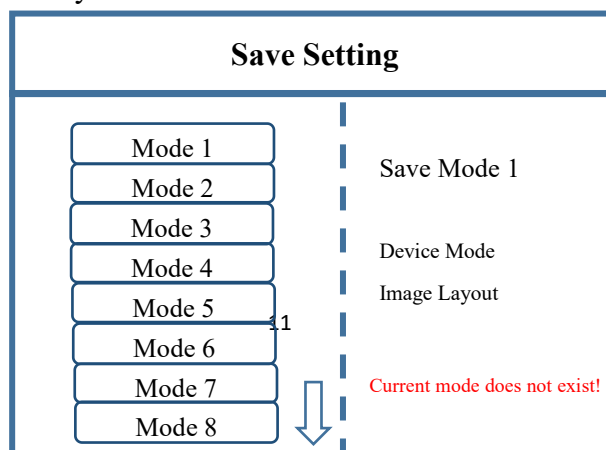 Save Setting
Mode 1
Mode 2
Mode 3
Mode 4
Mode 5
11
Mode 6
Mode 7
Mode 8
Save Mode 1
Device Mode
Image Layout
Current mode does not exist!